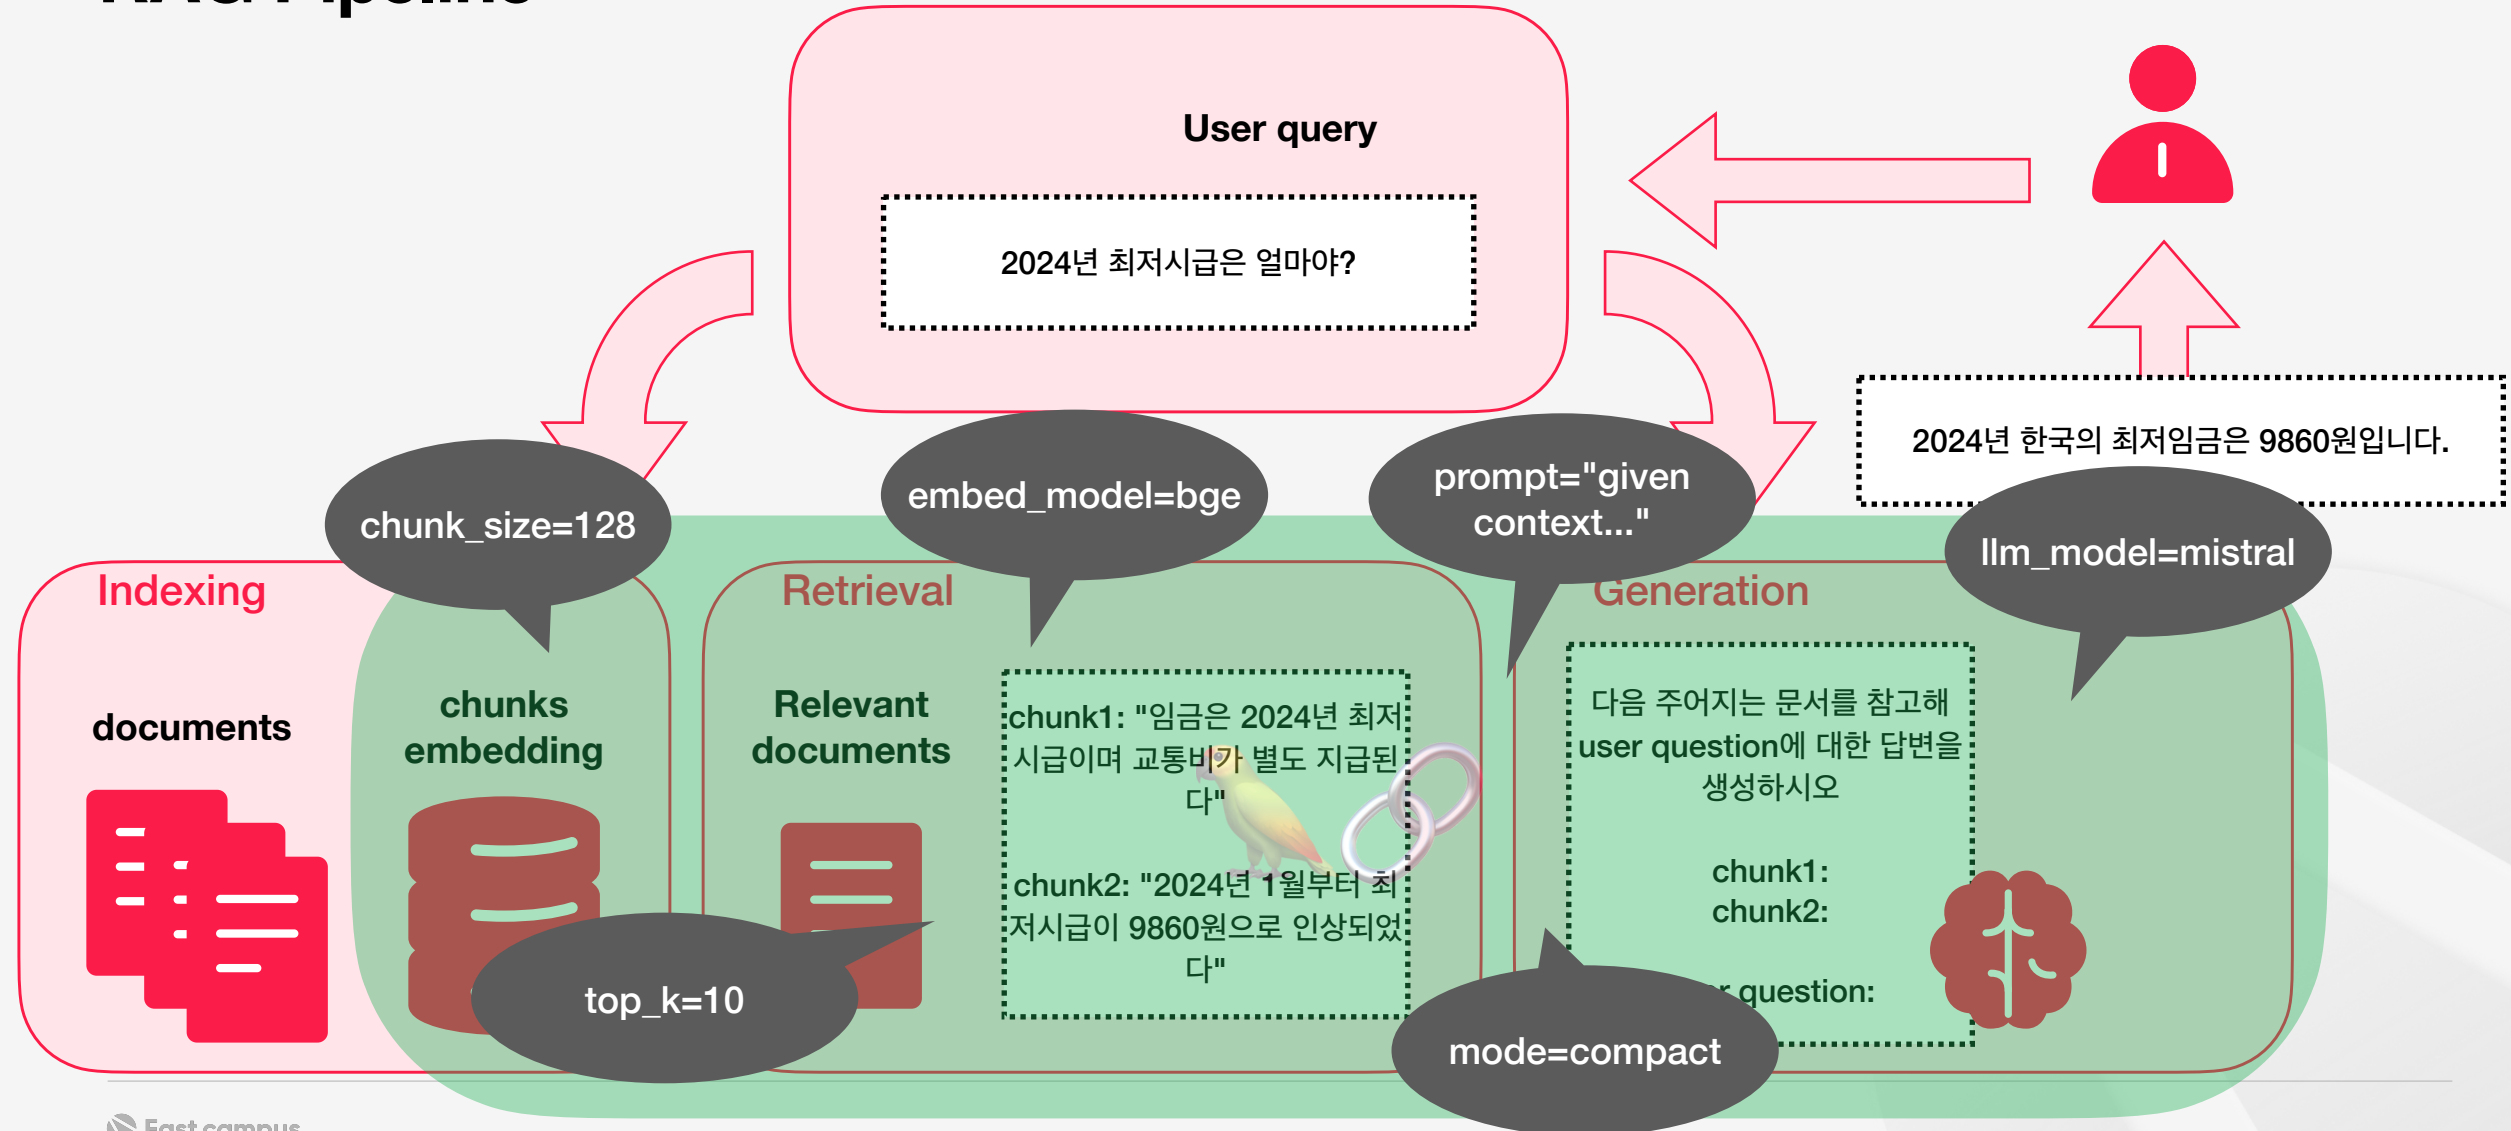 RAG Pipeline
User query
2024년 최저시급은 얼마야?
2024년 한국의 최저임금은 9860원입니다.
chunk_size=128
embed_model=bge
prompt="given
context..."
llm_model=mistral
Indexing
Retrieval
Generation
documents
chunks
embedding
Relevant
documents
chunk1: "임금은 2024년 최저
시급이며 교통비가 별도 지급된
다"
chunk2: "2024년 1월부터 최
저시급이 9860원으로 인상되었
다"
다음 주어지는 문서를 참고해
user question에 대한 답변을
생성하시오
chunk1:
chunk2:
question:
top_k=10
mode=compact
campus